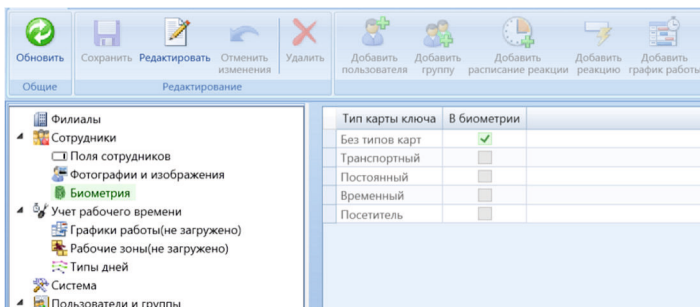 Обновить
Сохранить Редактировать Отменить изменения Удалить
Добавить пользователя Добавить группу Добавить расписание реакции Добавить реакцию Добавить график работы
Общие
Редактирование
Филиалы
Сотрудники
Поля сотрудников
Фотографии и изображения
Биометрия
Учет рабочего времени
Графики работы(не загружено)
Рабочие зоны(не загружено)
Типы дней
Система
Пользователи и группы
Тип карты ключа В биометрии
Без типов карт
Транспортный
Постоянный
Временный
Посетитель